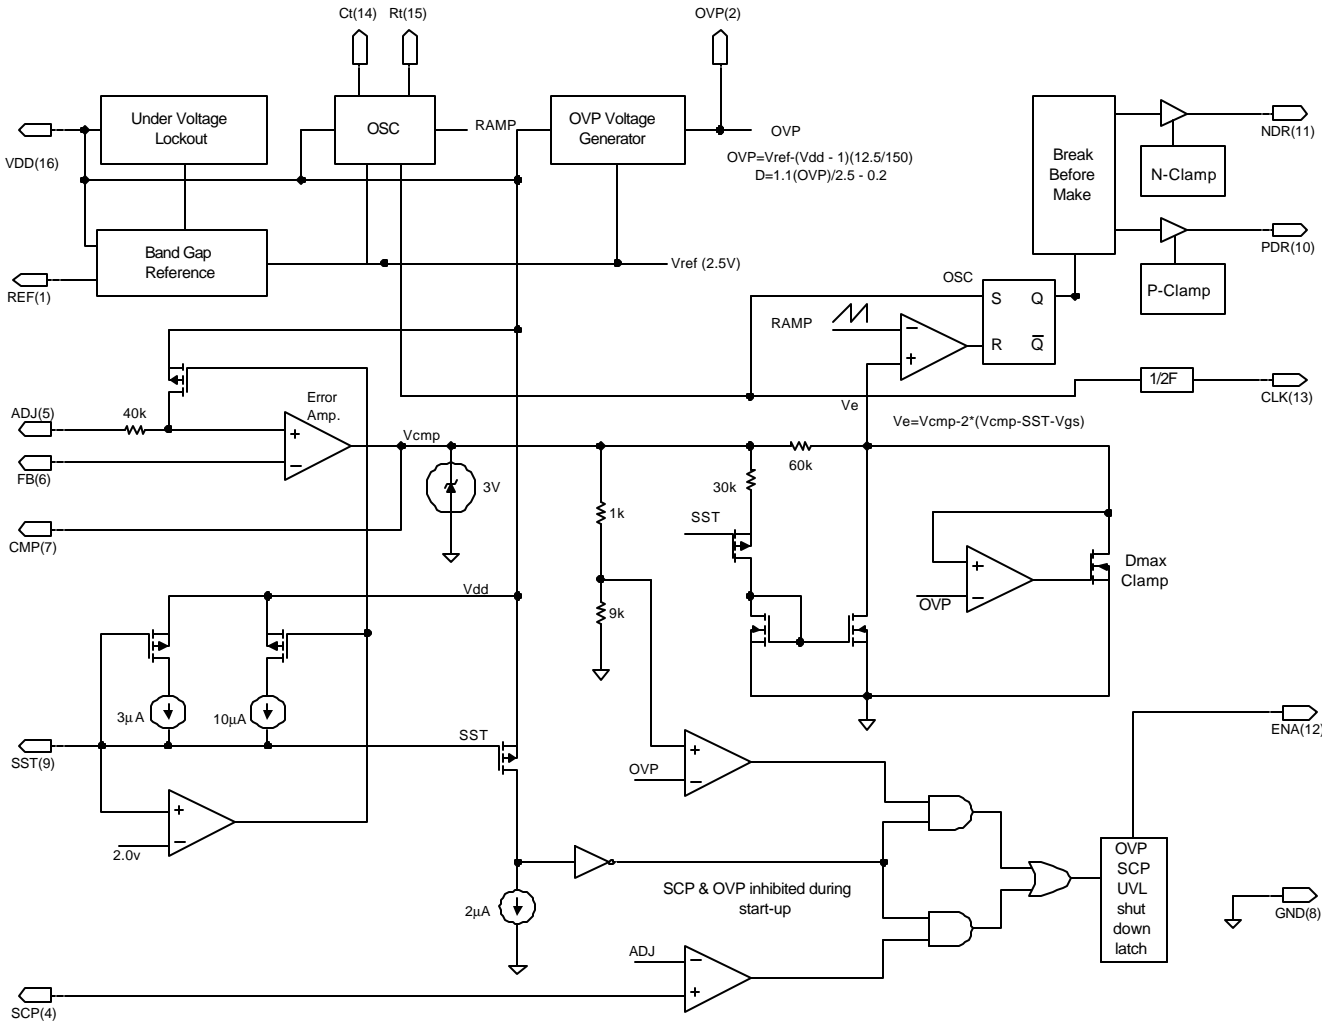 Ct(14)
Rt(15)
OVP(2)
Under Voltage
Lockout
OSC
RAMP
OVP Voltage
Generator
OVP
OVP=Vref-(Vdd - 1)(12.5/150)
D=1.1(OVP)/2.5 - 0.2
VDD(16)
Break
Before
Make
NDR(11)
N-Clamp
Band Gap
Reference
REF(1)
Vref (2.5V)
PDR(10)
P-Clamp
OSC
S
Q
R
Q̅
RAMP
−
+
1/2F
CLK(13)
ADJ(5)
40k
Error
Amp.
+
−
FB(6)
Vcmp
Ve
Ve=Vcmp-2*(Vcmp-SST-Vgs)
60k
3V
30k
1k
SST
CMP(7)
+
−
OVP
Dmax
Clamp
Vdd
9k
3μA
10μA
SST(9)
SST
+
−
2.0v
+
−
OVP
ENA(12)
SCP & OVP inhibited during
start-up
2μA
OVP
SCP
UVL
shut
down
latch
GND(8)
ADJ
−
+
SCP(4)